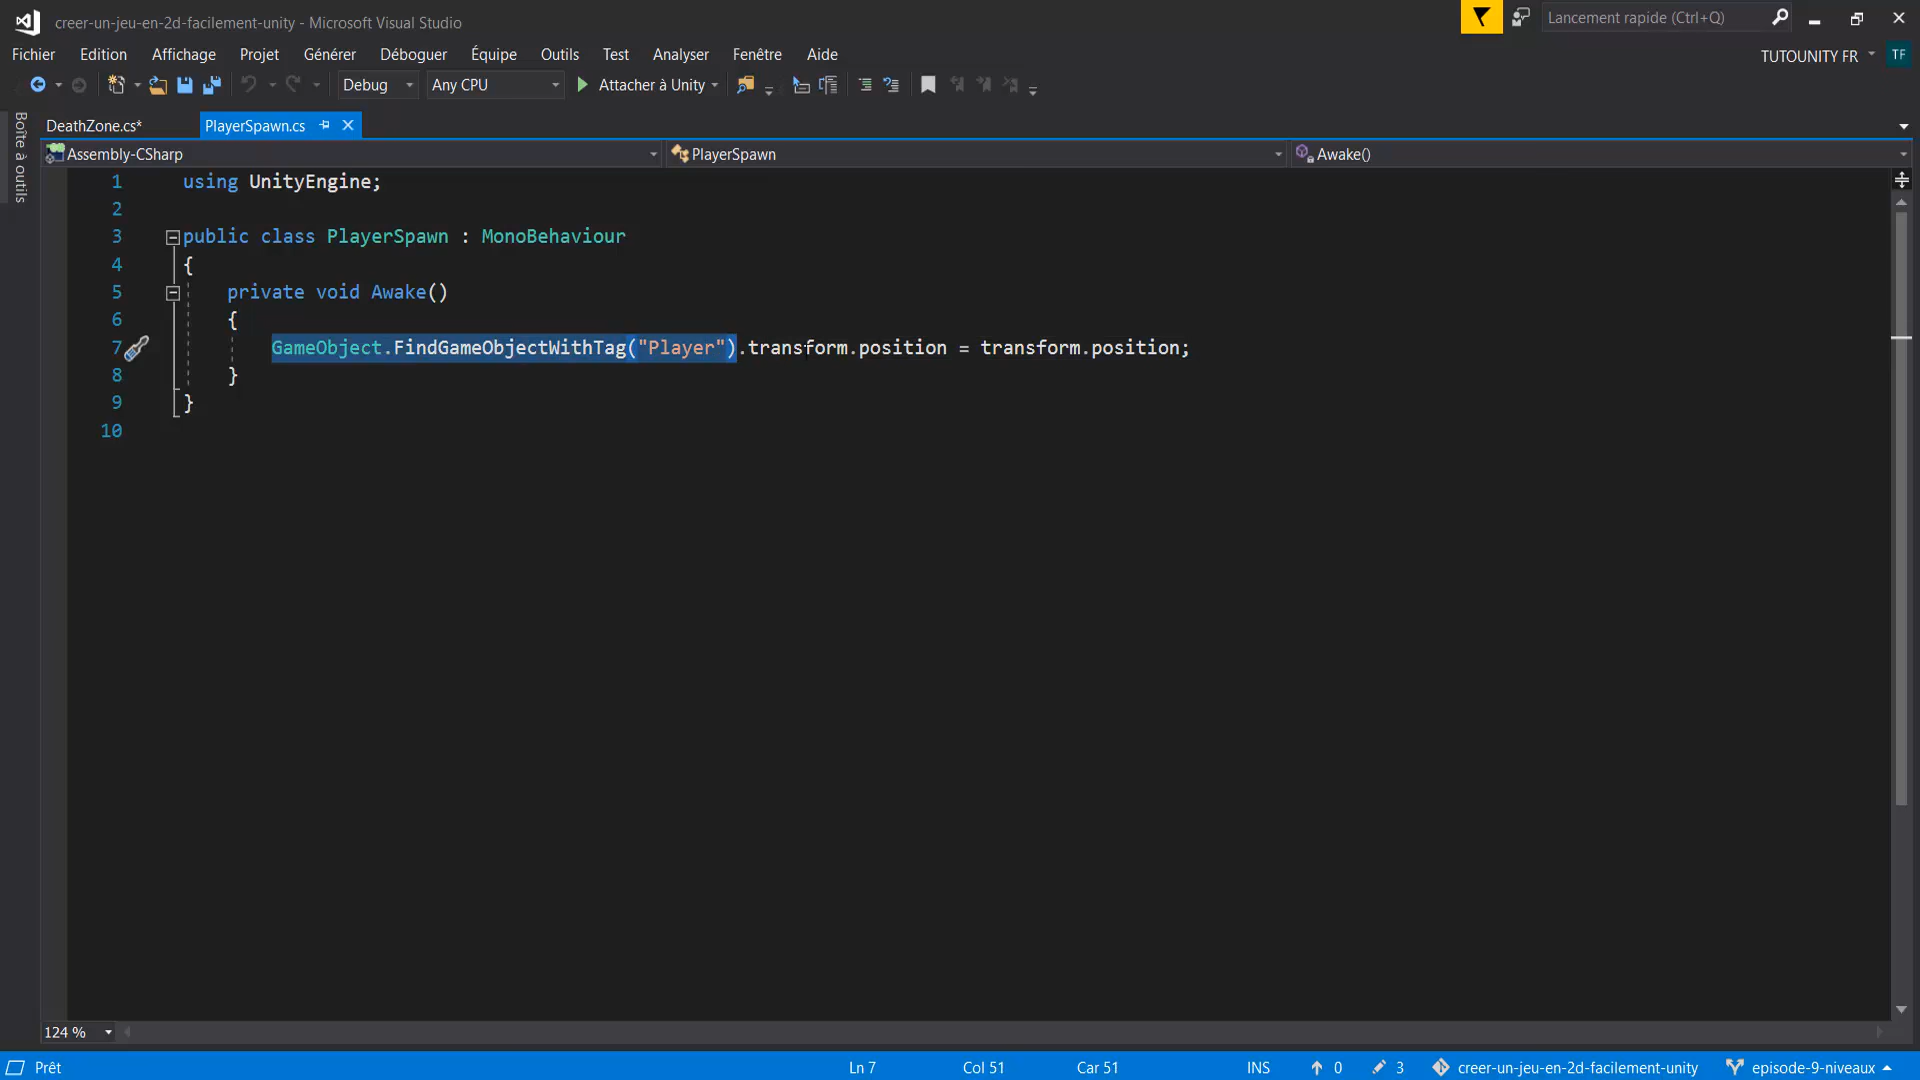 creer-un-jeu-en-2d-facilement-unity - Microsoft Visual Studio
Lancement rapide (Ctrl+Q)
Fichier Edition Affichage Projet Générer Déboguer Équipe Outils Test Analyser Fenêtre Aide
TUTOUNITY FR TF
Debug Any CPU Attacher à Unity
Boîte à outils
DeathZone.cs* PlayerSpawn.cs
Assembly-CSharp PlayerSpawn Awake()
1 using UnityEngine;
2
3 public class PlayerSpawn : MonoBehaviour
4 {
5 private void Awake()
6 {
7 GameObject.FindGameObjectWithTag("Player").transform.position = transform.position;
8 }
9 }
10
124 %
Prêt Ln 7 Col 51 Car 51 INS 0 3 creer-un-jeu-en-2d-facilement-unity episode-9-niveaux